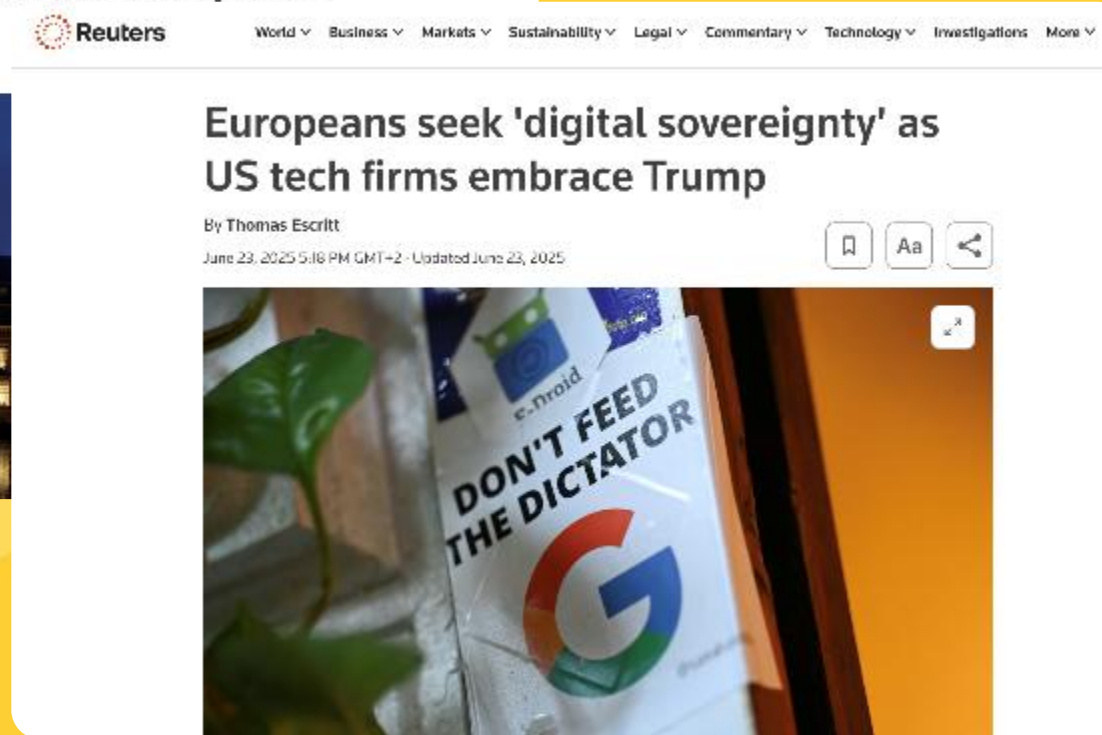 Reuters
World Business Markets Sustainability Legal Commentary Technology Investigations More
Europeans seek 'digital sovereignty' as
US tech firms embrace Trump
By Thomas Escritt
June 23, 2025 5:18 PM GMT+2 · Updated June 23, 2025
Aa
DON'T FEED
THE DICTATOR
G